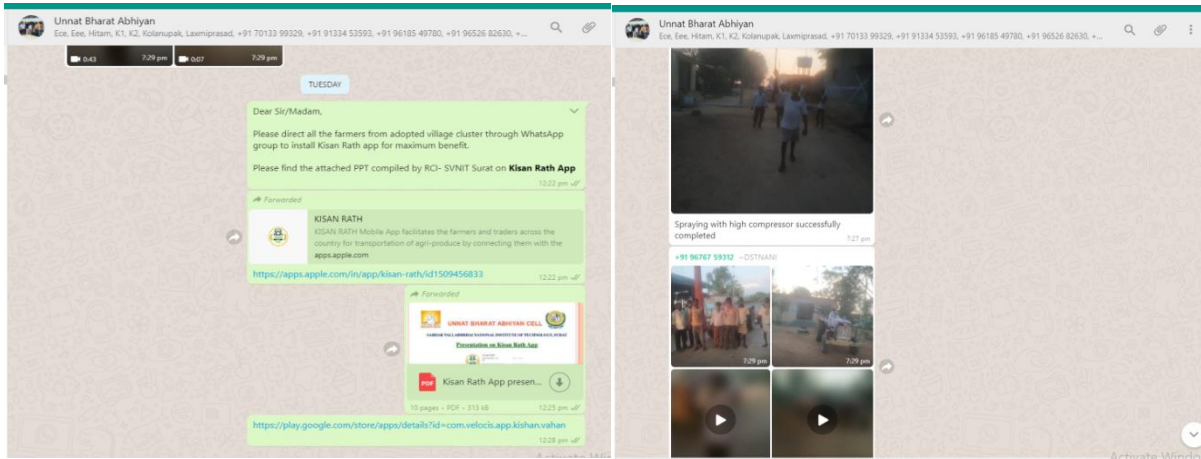 Unnat Bharat Abhiyan
Ece, Eee, Hitam, K1, K2, Kolanupak, Laxmiprasad, +91 70133 99329, +91 91334 53593, +91 96185 49780, +91 96526 82630, +...
0:43 7:29 pm
0:07 7:29 pm
TUESDAY
Dear Sir/Madam,
Please direct all the farmers from adopted village cluster through WhatsApp
group to install Kisan Rath app for maximum benefit.
Please find the attached PPT compiled by RCI- SVNIT Surat on Kisan Rath App
12:22 pm
Forwarded
KISAN RATH
KISAN RATH Mobile App facilitates the farmers and traders across the
country for transportation of agri-produce by connecting them with the
apps.apple.com
https://apps.apple.com/in/app/kisan-rath/id1509456833
12:22 pm
Forwarded
UNNAT BHARAT ABHIYAN CELL
SARDAR VALLABHBHAI NATIONAL INSTITUTE OF TECHNOLOGY, SURAT
Presentation on Kisan Rath App
PDF
Kisan Rath App presen...
10 pages • PDF • 313 kB 12:25 pm
https://play.google.com/store/apps/details?id=com.velocis.app.kishan.vahan
12:28 pm
Unnat Bharat Abhiyan
Ece, Eee, Hitam, K1, K2, Kolanupak, Laxmiprasad, +91 70133 99329, +91 91334 53593, +91 96185 49780, +91 96526 82630, +...
Spraying with high compressor successfully
completed
7:27 pm
+91 96767 59312 ~DSTNANI
7:29 pm
7:29 pm
Activate Windo